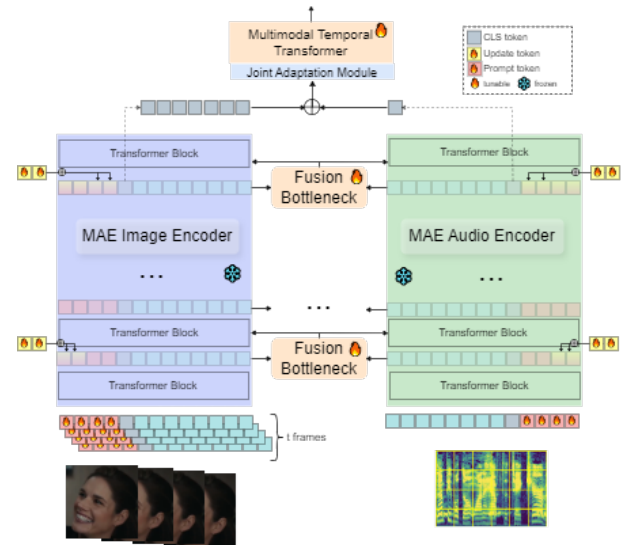 Multimodal Temporal
Transformer
Joint Adaptation Module
CLS token
Update token
Prompt token
tunable
frozen
Transformer Block
Fusion
Bottleneck
Transformer Block
MAE Image Encoder
MAE Audio Encoder
...
...
...
Transformer Block
Fusion
Bottleneck
Transformer Block
Transformer Block
Transformer Block
t frames